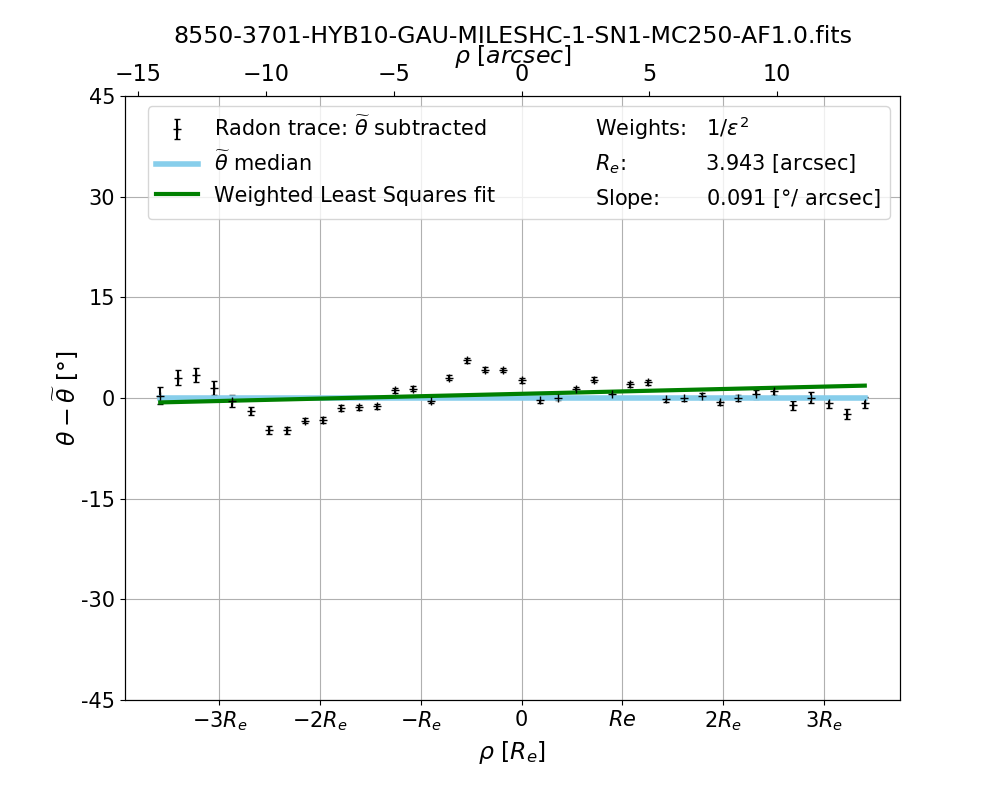 8550-3701-HYB10-GAU-MILESHC-1-SN1-MC250-AF1.0.fits
ρ [arcsec]
−15 −10 −5 0 5 10
Radon trace: θ̃ subtracted
θ̃ median
Weighted Least Squares fit
Weights: 1/ε²
Rₑ: 3.943 [arcsec]
Slope: 0.091 [°/ arcsec]
45
30
15
0
-15
-30
-45
θ − θ̃ [°]
−3Rₑ −2Rₑ −Rₑ 0 Re 2Rₑ 3Rₑ
ρ [Rₑ]